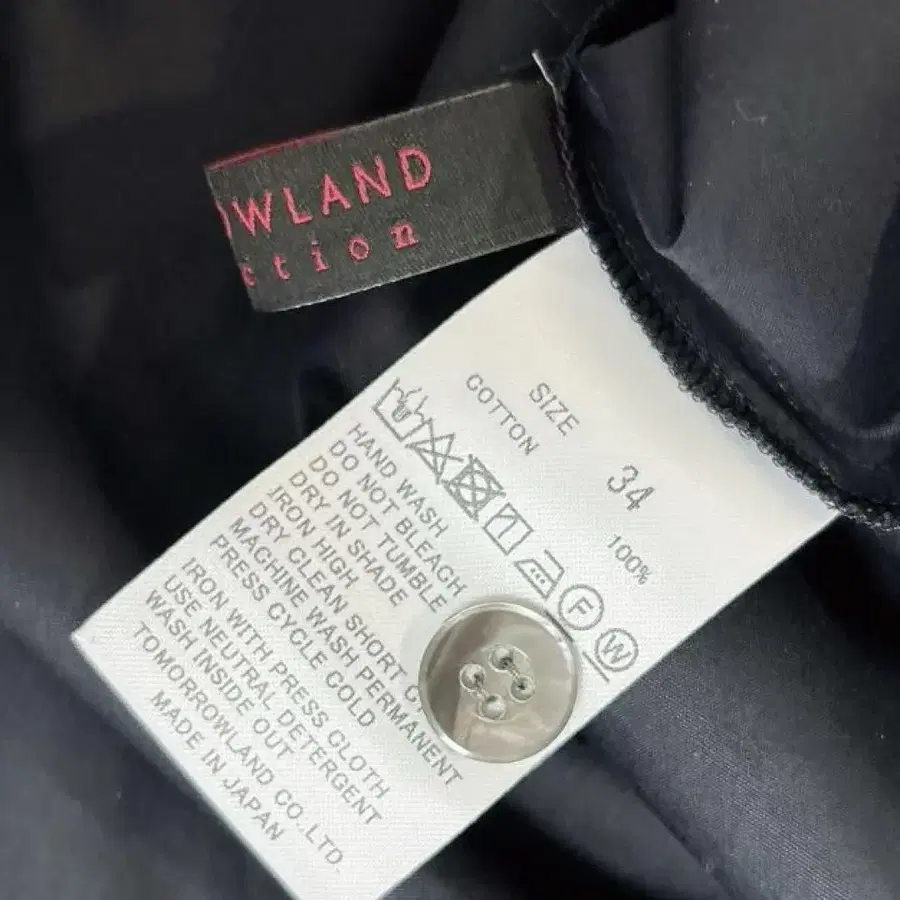 OWLAND
ction
SIZE 34
COTTON 100%
F
W
HAND WASH
DO NOT BLEACH
DO NOT TUMBLE
DRY IN SHADE
IRON HIGH
DRY CLEAN SHORT
MACHINE WASH PERMANENT
PRESS CYCLE COLD
IRON WITH PRESS CLOTH
USE NEUTRAL DETERGENT
WASH INSIDE OUT
TOMORROWLAND CO.,LTD.
MADE IN JAPAN